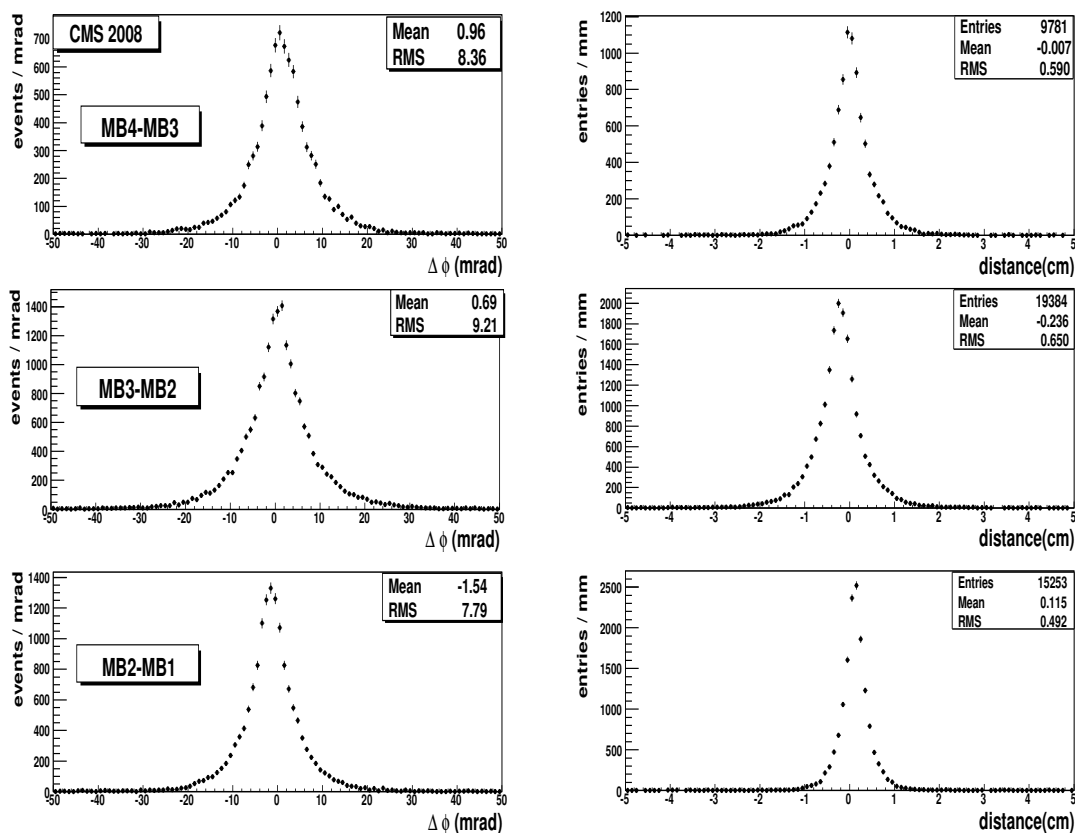 CMS 2008
Mean 0.96
RMS 8.36
MB4-MB3
events / mrad
700
600
500
400
300
200
100
0
-50 -40 -30 -20 -10 0 10 20 30 40 50
Δ ϕ (mrad)
Entries 9781
Mean -0.007
RMS 0.590
entries / mm
1200
1000
800
600
400
200
0
-5 -4 -3 -2 -1 0 1 2 3 4 5
distance(cm)
Mean 0.69
RMS 9.21
MB3-MB2
events / mrad
1400
1200
1000
800
600
400
200
0
-50 -40 -30 -20 -10 0 10 20 30 40 50
Δ ϕ (mrad)
Entries 19384
Mean -0.236
RMS 0.650
entries / mm
2000
1800
1600
1400
1200
1000
800
600
400
200
0
-5 -4 -3 -2 -1 0 1 2 3 4 5
distance(cm)
Mean -1.54
RMS 7.79
MB2-MB1
events / mrad
1400
1200
1000
800
600
400
200
0
-50 -40 -30 -20 -10 0 10 20 30 40 50
Δ ϕ (mrad)
Entries 15253
Mean 0.115
RMS 0.492
entries / mm
2500
2000
1500
1000
500
0
-5 -4 -3 -2 -1 0 1 2 3 4 5
distance(cm)